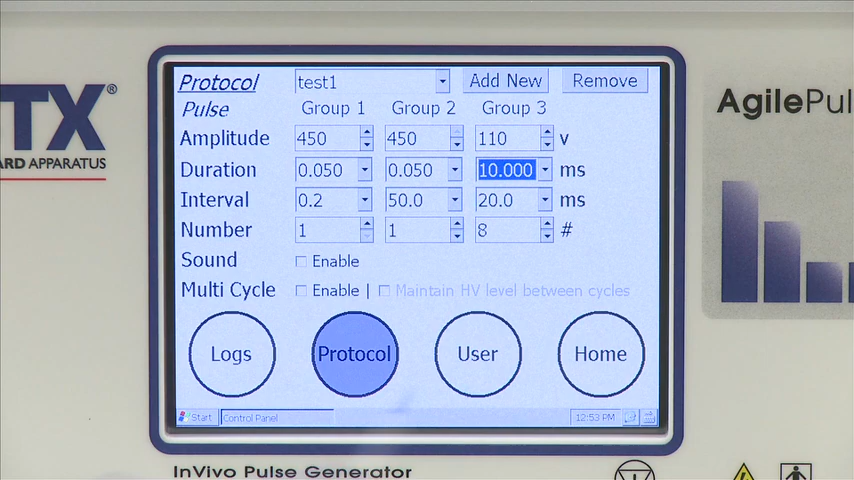 Protocol test1 Add New Remove
Pulse Group 1 Group 2 Group 3
Amplitude 450 450 110 v
Duration 0.050 0.050 10.000 ms
Interval 0.2 50.0 20.0 ms
Number 1 1 8 #
Sound Enable
Multi Cycle Enable | Maintain HV level between cycles
Logs Protocol User Home
Start Control Panel 12:53 PM
TX®
ARD APPARATUS
AgilePul
InVivo Pulse Generator